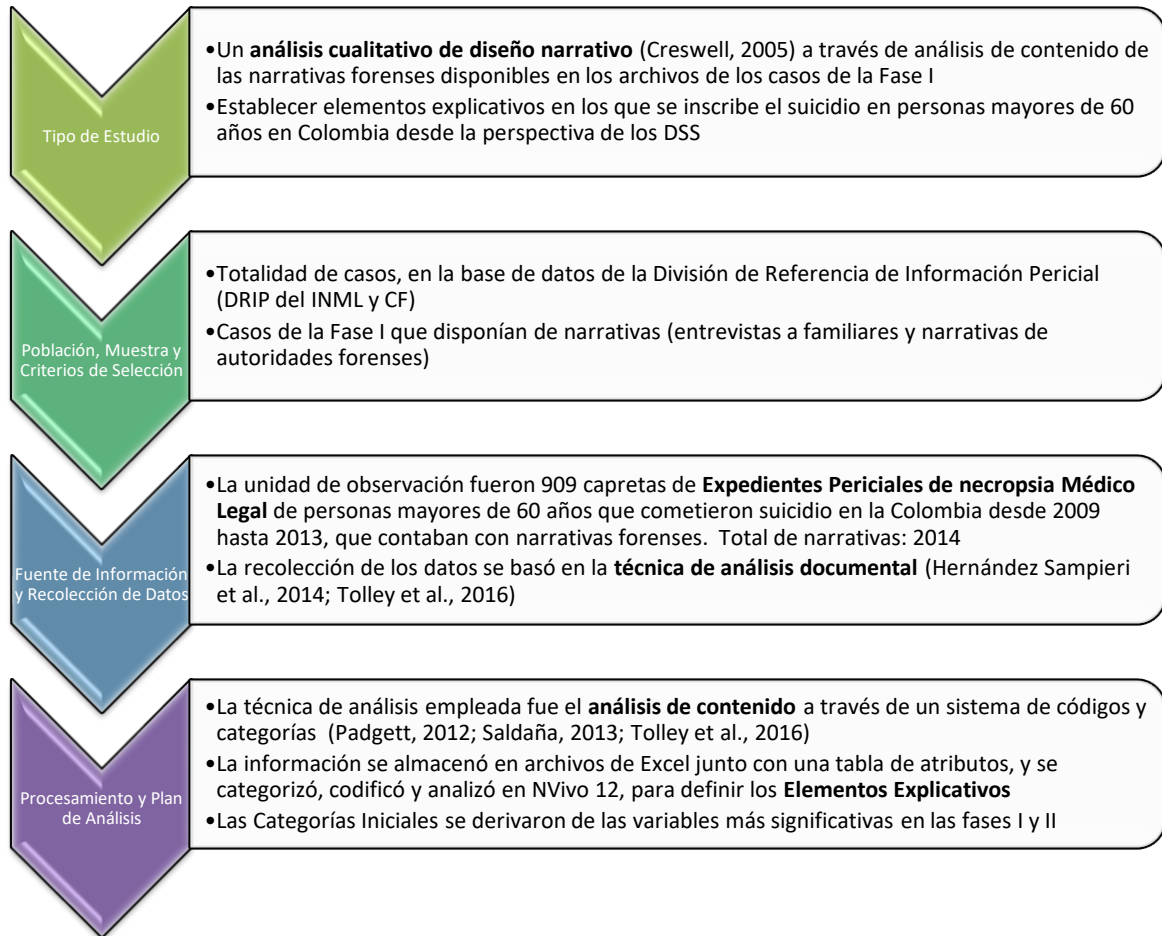 Tipo de Estudio
•Un análisis cualitativo de diseño narrativo (Creswell, 2005) a través de análisis de contenido de
las narrativas forenses disponibles en los archivos de los casos de la Fase I
•Establecer elementos explicativos en los que se inscribe el suicidio en personas mayores de 60
años en Colombia desde la perspectiva de los DSS
Población, Muestra y
Criterios de Selección
•Totalidad de casos, en la base de datos de la División de Referencia de Información Pericial
(DRIP del INML y CF)
•Casos de la Fase I que disponían de narrativas (entrevistas a familiares y narrativas de
autoridades forenses)
Fuente de Información
y Recolección de Datos
•La unidad de observación fueron 909 capretas de Expedientes Periciales de necropsia Médico
Legal de personas mayores de 60 años que cometieron suicidio en la Colombia desde 2009
hasta 2013, que contaban con narrativas forenses.  Total de narrativas: 2014
•La recolección de los datos se basó en la técnica de análisis documental (Hernández Sampieri
et al., 2014; Tolley et al., 2016)
Procesamiento y Plan
de Análisis
•La técnica de análisis empleada fue el análisis de contenido a través de un sistema de códigos y
categorías  (Padgett, 2012; Saldaña, 2013; Tolley et al., 2016)
•La información se almacenó en archivos de Excel junto con una tabla de atributos, y se
categorizó, codificó y analizó en NVivo 12, para definir los Elementos Explicativos
•Las Categorías Iniciales se derivaron de las variables más significativas en las fases I y II